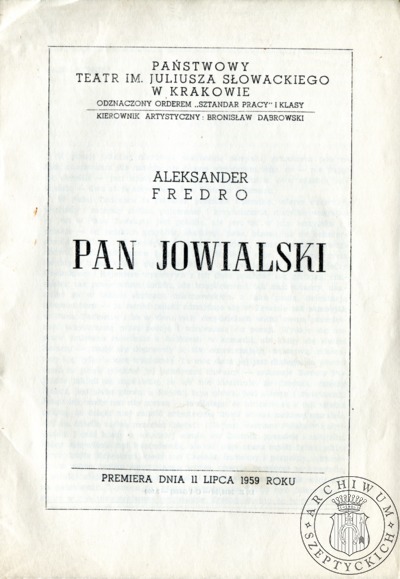 PAŃSTWOWY
TEATR IM. JULIUSZA SŁOWACKIEGO
W KRAKOWIE
ODZNACZONY ORDEREM „SZTANDAR PRACY" I KLASY
KIEROWNIK ARTYSTYCZNY: BRONISŁAW DĄBROWSKI
ALEKSANDER
FREDRO
PAN JOWIALSKI
PREMIERA DNIA 11 LIPCA 1959 ROKU
ARCHIWUM
SZEPTYCKICH